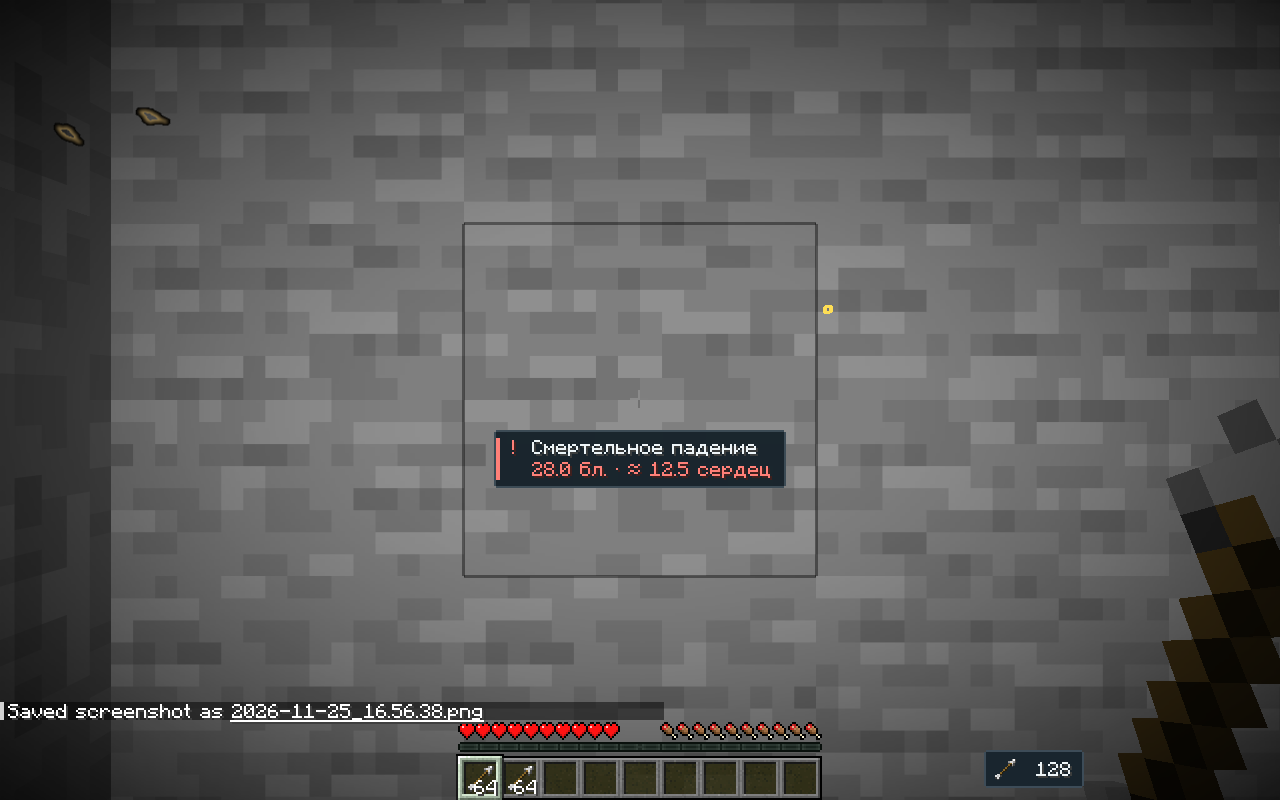 ! Смертельное падение
28.0 бл. · ≈ 12.5 сердец
Saved screenshot as 2026-11-25_16.56.38.png
64 64
128